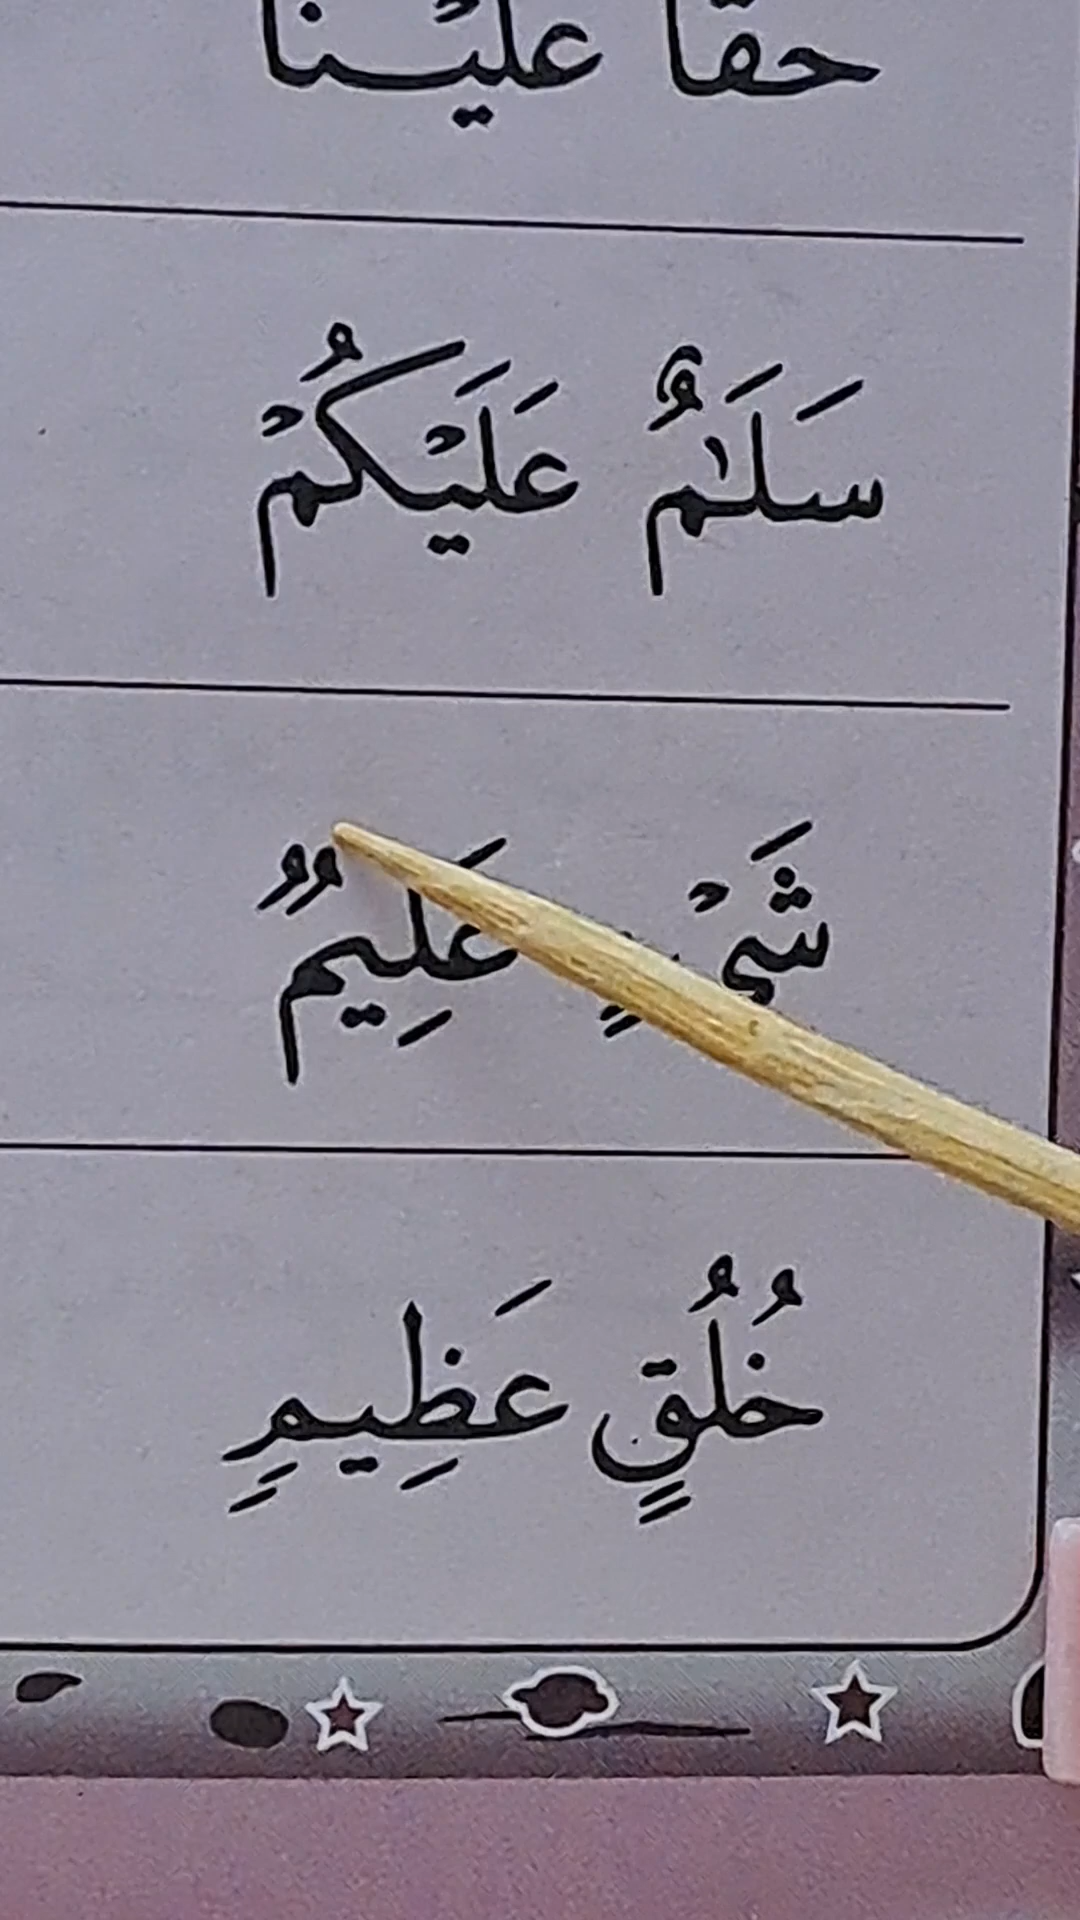 حقا علينا
سَلَـٰمٌ عَلَيْكُمْ
شَيْءٍ عَلِيمٌ
خُلُقٍ عَظِيمٍ